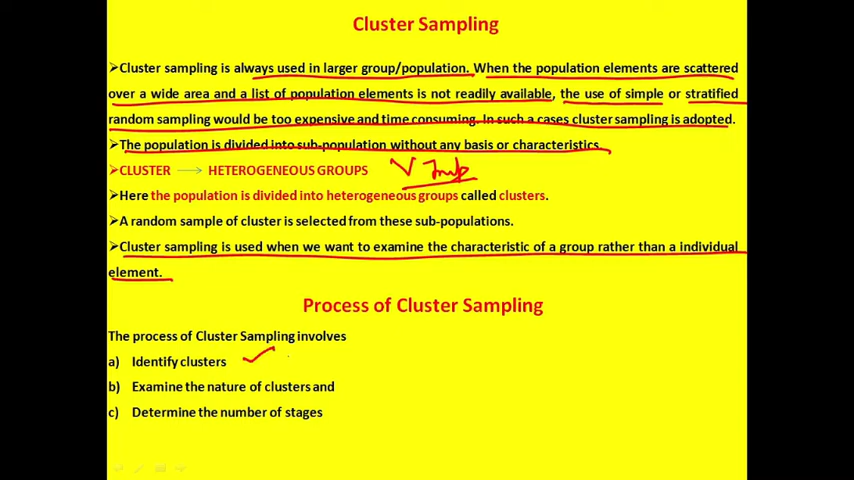 Cluster Sampling
➢Cluster sampling is always used in larger group/population. When the population elements are scattered
over a wide area and a list of population elements is not readily available, the use of simple or stratified
random sampling would be too expensive and time consuming. In such a cases cluster sampling is adopted.
➢The population is divided into sub-population without any basis or characteristics.
➢CLUSTER → HETEROGENEOUS GROUPS V Imp
➢Here the population is divided into heterogeneous groups called clusters.
➢A random sample of cluster is selected from these sub-populations.
➢Cluster sampling is used when we want to examine the characteristic of a group rather than a individual
element.
Process of Cluster Sampling
The process of Cluster Sampling involves
a) Identify clusters
b) Examine the nature of clusters and
c) Determine the number of stages